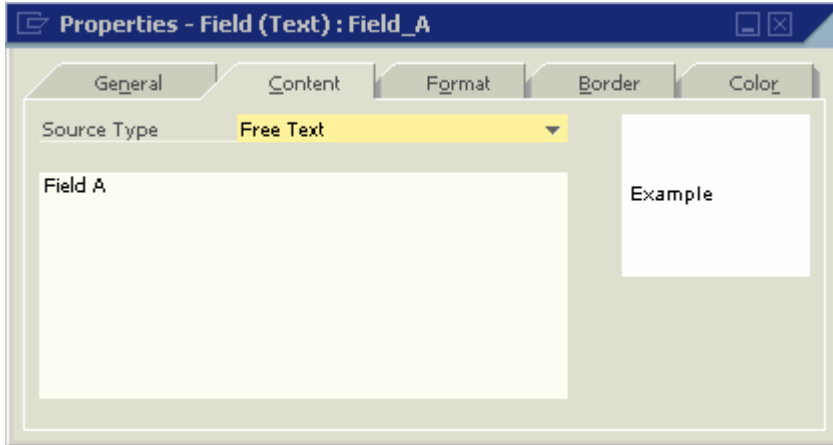 Properties - Field (Text) : Field_A
General Content Format Border Color
Source Type Free Text
Field A
Example